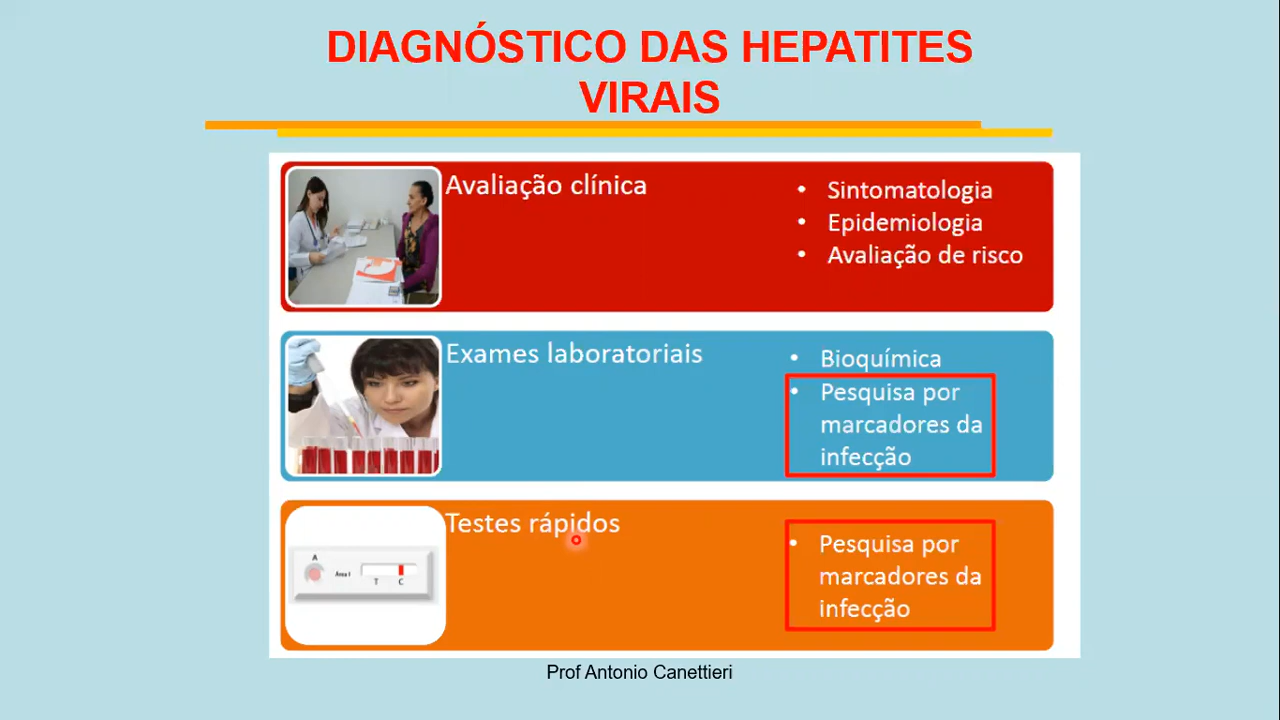 DIAGNÓSTICO DAS HEPATITES
VIRAIS
Avaliação clínica
• Sintomatologia
• Epidemiologia
• Avaliação de risco
Exames laboratoriais
• Bioquímica
• Pesquisa por
marcadores da
infecção
Testes rápidos
A
Área I
T C
• Pesquisa por
marcadores da
infecção
Prof Antonio Canettieri